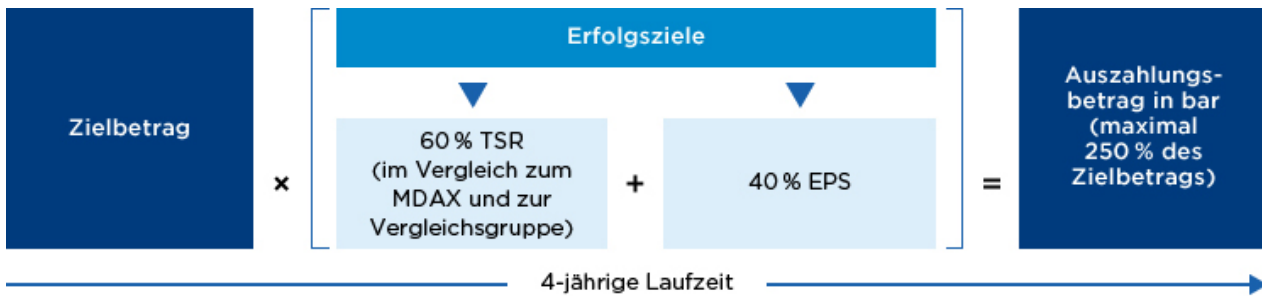 Zielbetrag
×
Erfolgsziele
60 % TSR
(im Vergleich zum
MDAX und zur
Vergleichsgruppe)
+
40 % EPS
=
Auszahlungs-
betrag in bar
(maximal
250 % des
Zielbetrags)
4-jährige Laufzeit